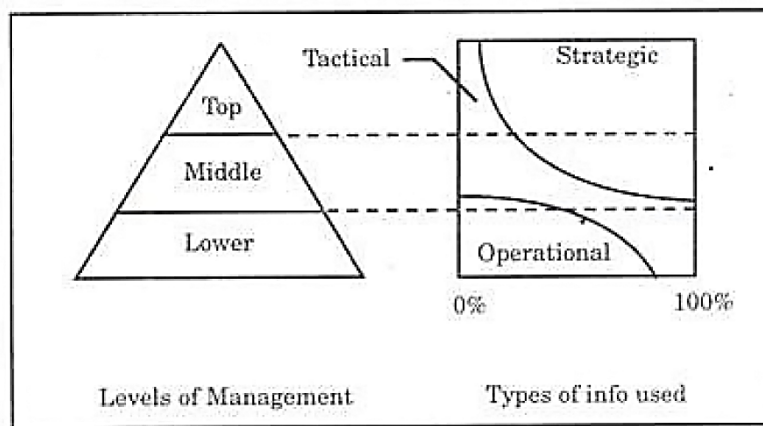 Tactical
Strategic
Top
Middle
Lower
Operational
0%
100%
Levels of Management
Types of info used